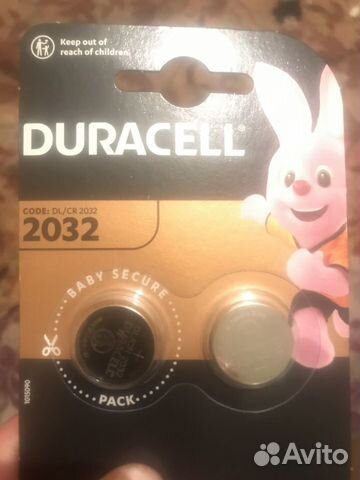 Keep out of
reach of children.
DURACELL
CODE: DL/CR 2032
2032
BABY SECURE
PACK
Avito